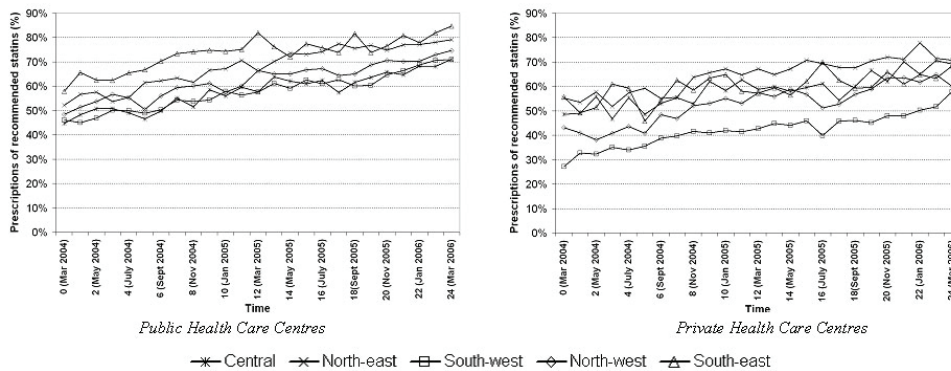 90%
80%
70%
60%
50%
40%
30%
20%
10%
0%
Prescriptions of recommended statins (%)
0 (Mar 2004)
2 (May 2004)
4 (July 2004)
6 (Sept 2004)
8 (Nov 2004)
10 (Jan 2005)
12 (Mar 2005)
14 (May 2005)
16 (July 2005)
18(Sept 2005)
20 (Nov 2005)
22 (Jan 2006)
24 (Mar 2006)
Time
Public Health Care Centres
90%
80%
70%
60%
50%
40%
30%
20%
10%
0%
Prescriptions of recommended statins (%)
0 (Mar 2004)
2 (May 2004)
4 (July 2004)
6 (Sept 2004)
8 (Nov 2004)
10 (Jan 2005)
12 (Mar 2005)
14 (May 2005)
16 (July 2005)
18(Sept 2005)
20 (Nov 2005)
22 (Jan 2006)
Time
Private Health Care Centres
Central North-east South-west North-west South-east